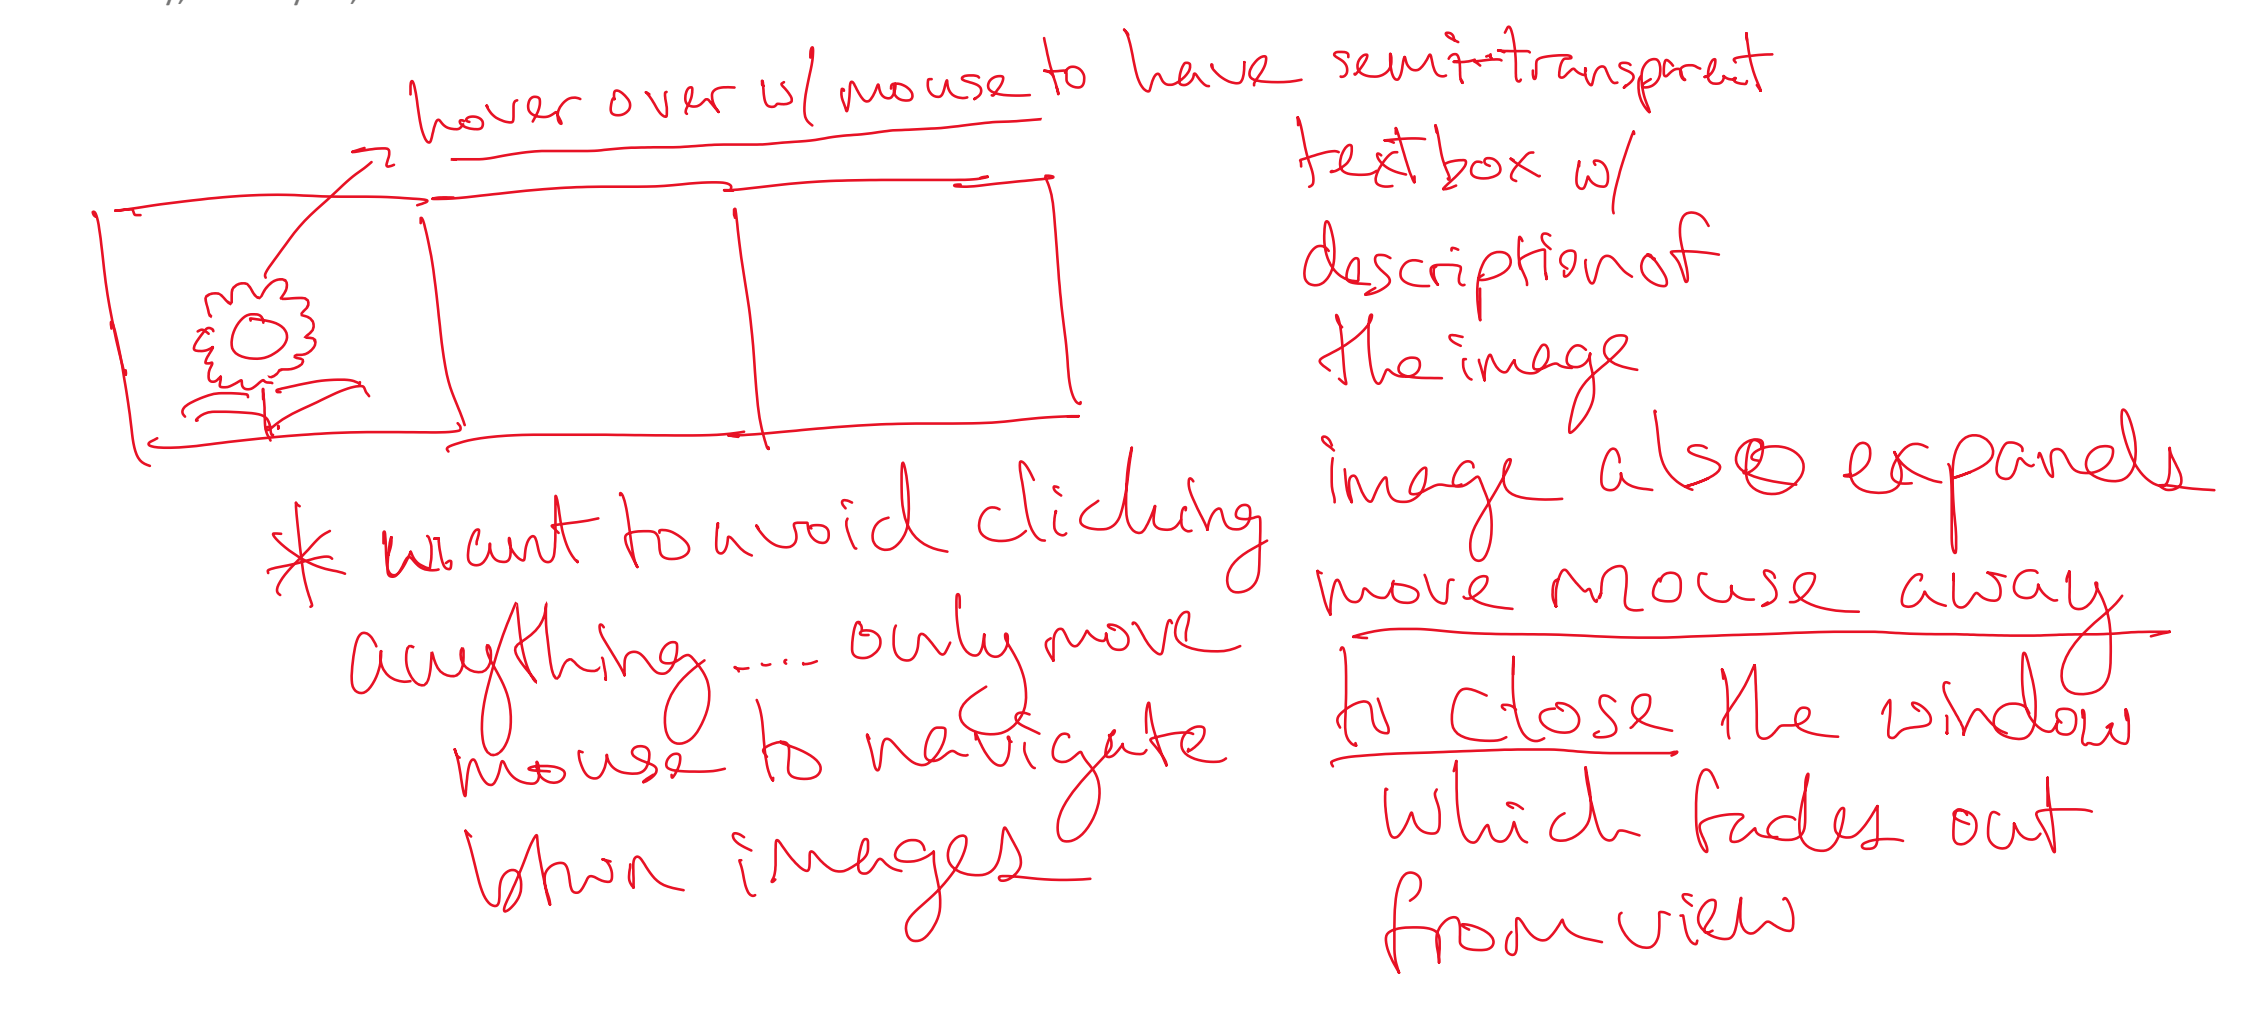 hover over w/ mouse to have semi-transparent
textbox w/
description of
the image
image also expands
move mouse away
to close the window
which fades out
from view
* want to avoid clicking
anything .... only move
mouse to navigate
btwn images